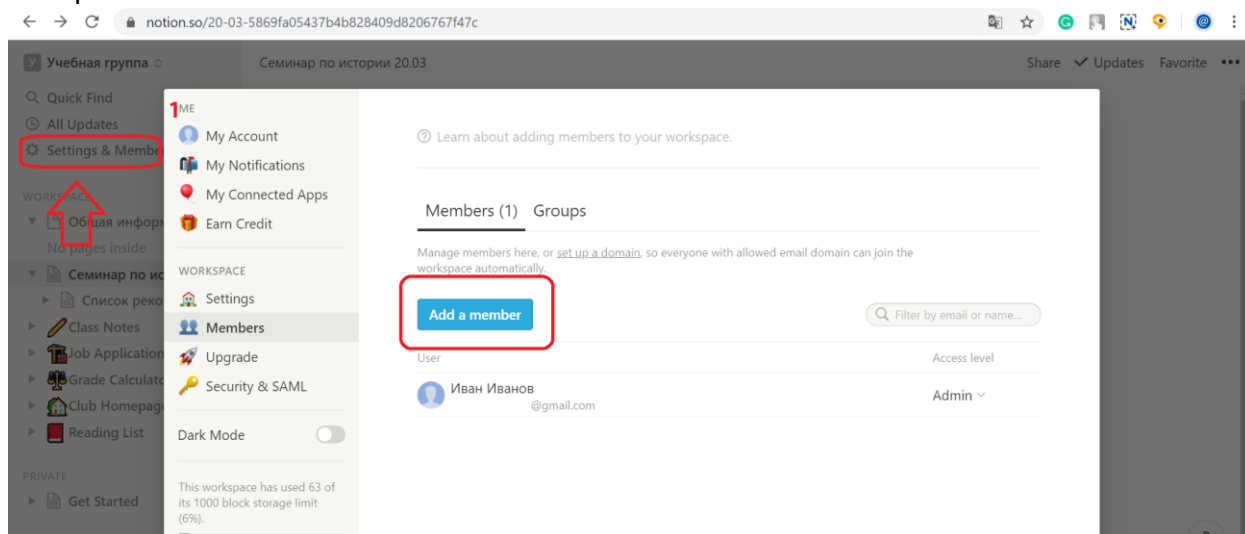 notion.so/20-03-5869fa05437b4b828409d8206767f47c
У Учебная группа
Семинар по истории 20.03
Share ✓ Updates Favorite •••
Quick Find
All Updates
Settings & Membe
WORKSPACE
Общая информ
No pages inside
Семинар по ис
Список реко
Class Notes
Job Application
Grade Calculato
Club Homepag
Reading List
PRIVATE
Get Started
1
ME
My Account
My Notifications
My Connected Apps
Earn Credit
WORKSPACE
Settings
Members
Upgrade
Security & SAML
Dark Mode
This workspace has used 63 of
its 1000 block storage limit
(6%).
Learn about adding members to your workspace.
Members (1) Groups
Manage members here, or set up a domain, so everyone with allowed email domain can join the
workspace automatically.
Add a member
Filter by email or name...
User Access level
Иван Иванов
@gmail.com
Admin